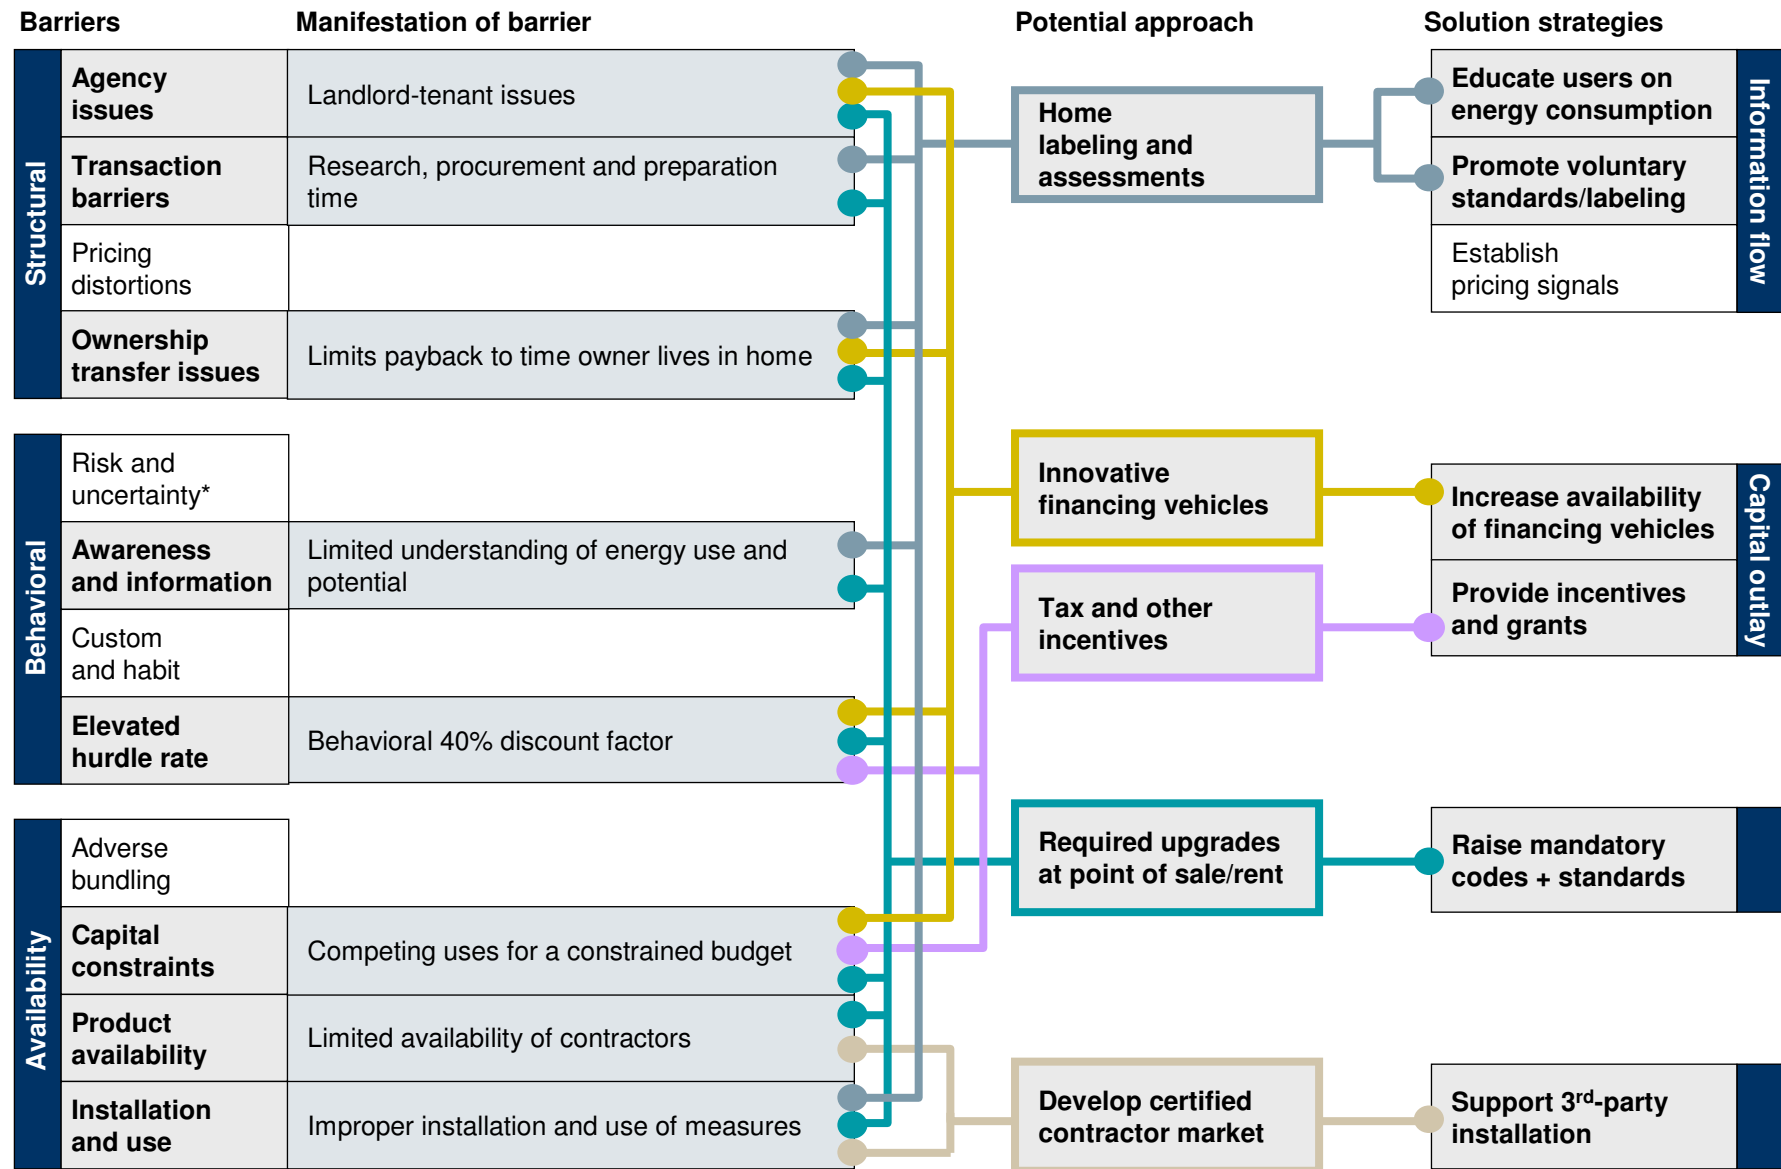 Barriers
Manifestation of barrier
Potential approach
Solution strategies
Structural
Agency
issues
Landlord-tenant issues
Transaction
barriers
Research, procurement and preparation
time
Pricing
distortions
Ownership
transfer issues
Limits payback to time owner lives in home
Behavioral
Risk and
uncertainty*
Awareness
and information
Limited understanding of energy use and
potential
Custom
and habit
Elevated
hurdle rate
Behavioral 40% discount factor
Availability
Adverse
bundling
Capital
constraints
Competing uses for a constrained budget
Product
availability
Limited availability of contractors
Installation
and use
Improper installation and use of measures
Home
labeling and
assessments
Innovative
financing vehicles
Tax and other
incentives
Required upgrades
at point of sale/rent
Develop certified
contractor market
Educate users on
energy consumption
Promote voluntary
standards/labeling
Establish
pricing signals
Information flow
Increase availability
of financing vehicles
Provide incentives
and grants
Capital outlay
Raise mandatory
codes + standards
Support 3rd-party
installation